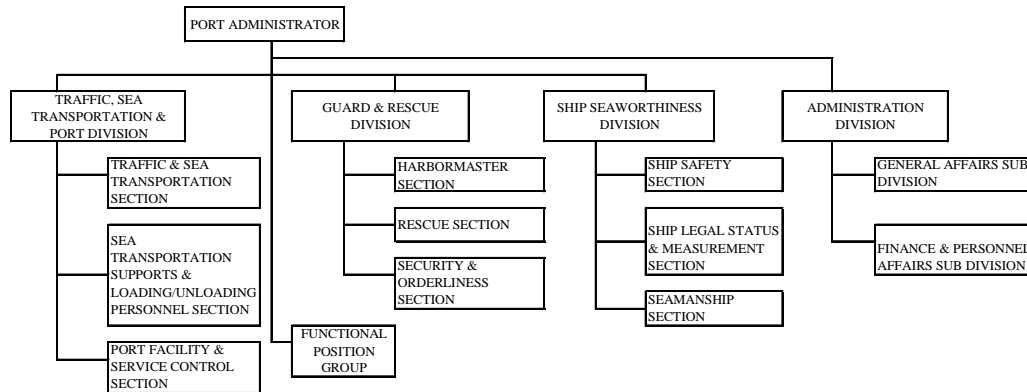 PORT ADMINISTRATOR
TRAFFIC, SEA
TRANSPORTATION &
PORT DIVISION
GUARD & RESCUE
DIVISION
SHIP SEAWORTHINESS
DIVISION
ADMINISTRATION
DIVISION
TRAFFIC & SEA
TRANSPORTATION
SECTION
SEA
TRANSPORTATION
SUPPORTS &
LOADING/UNLOADING
PERSONNEL SECTION
PORT FACILITY &
SERVICE CONTROL
SECTION
HARBORMASTER
SECTION
RESCUE SECTION
SECURITY &
ORDERLINESS
SECTION
FUNCTIONAL
POSITION
GROUP
SHIP SAFETY
SECTION
SHIP LEGAL STATUS
& MEASUREMENT
SECTION
SEAMANSHIP
SECTION
GENERAL AFFAIRS SUB
DIVISION
FINANCE & PERSONNEL
AFFAIRS SUB DIVISION